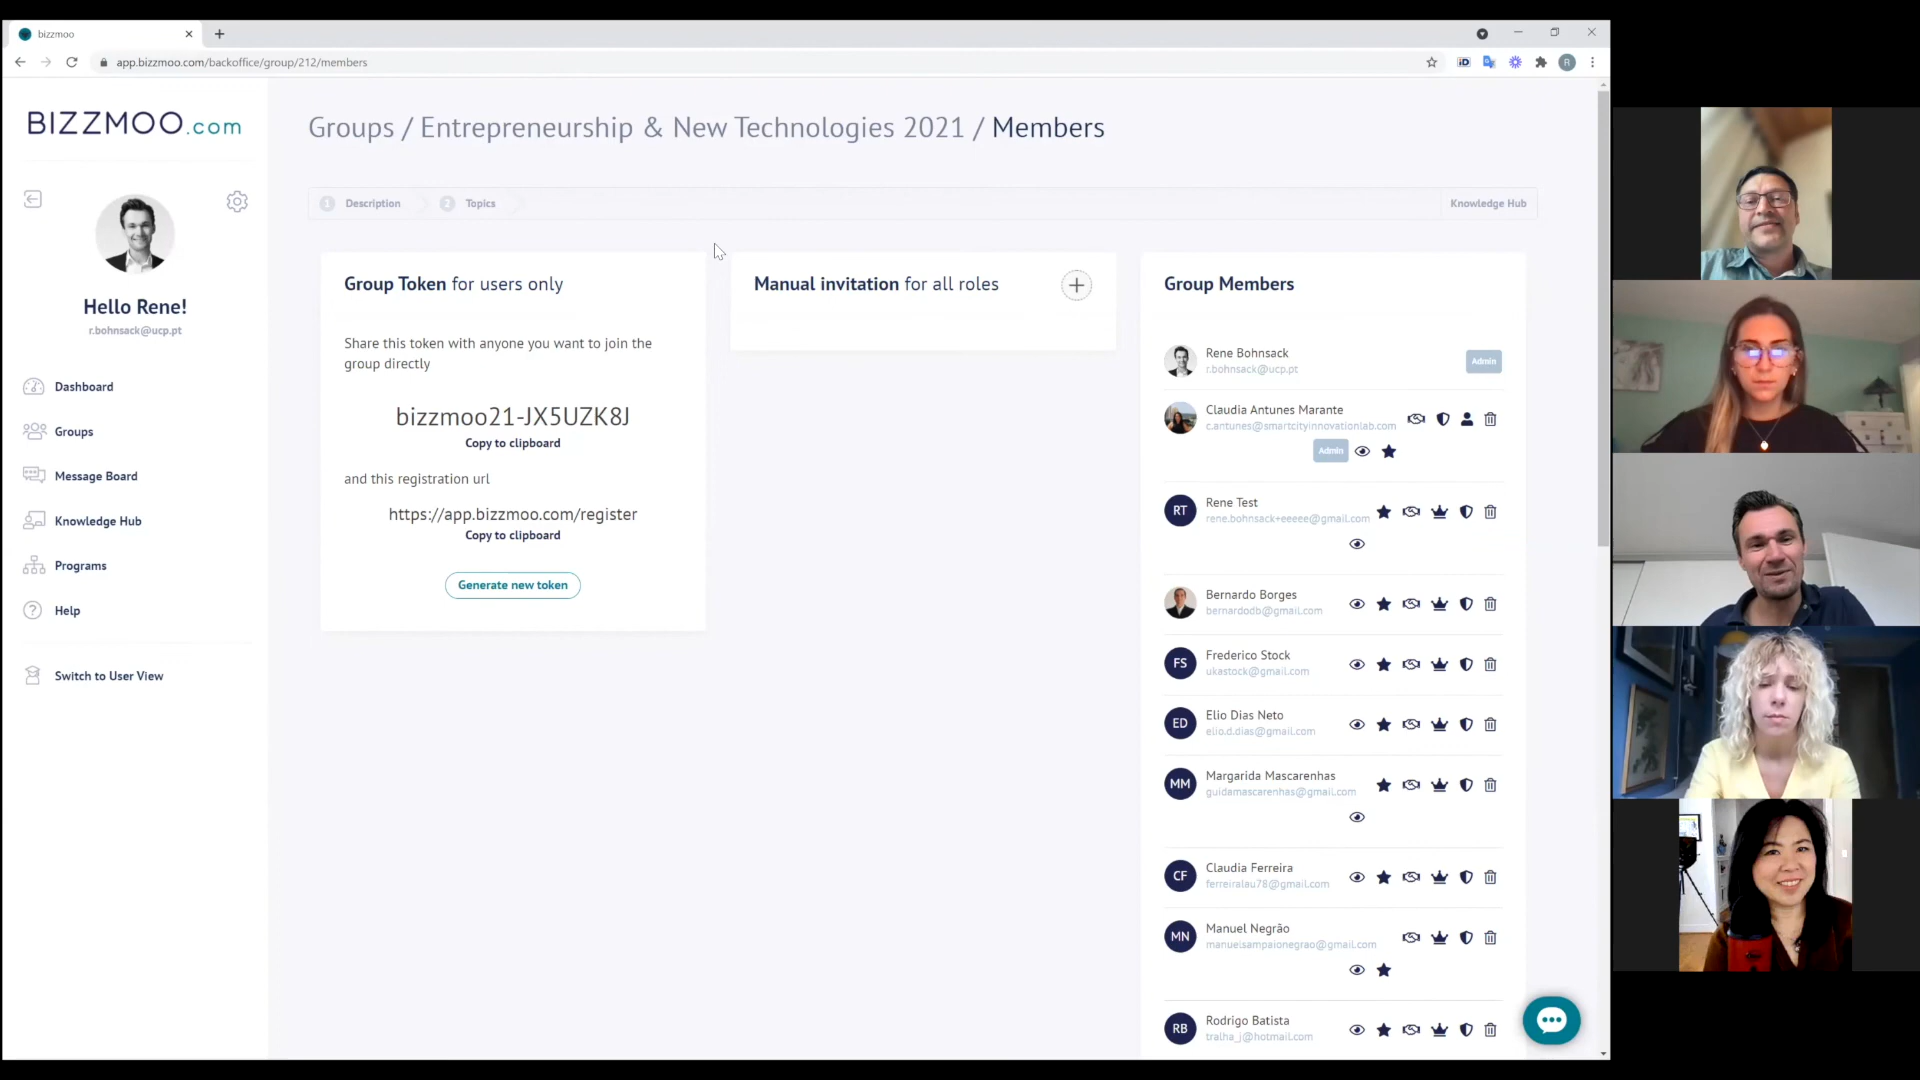 bizzmoo
app.bizzmoo.com/backoffice/group/212/members
iD
R
BIZZMOO.com
Hello Rene!
r.bohnsack@ucp.pt
Dashboard
Groups
Message Board
Knowledge Hub
Programs
Help
Switch to User View
Groups / Entrepreneurship & New Technologies 2021 / Members
1 Description
2 Topics
Knowledge Hub
Group Token for users only
Share this token with anyone you want to join the
group directly
bizzmoo21-JX5UZK8J
Copy to clipboard
and this registration url
https://app.bizzmoo.com/register
Copy to clipboard
Generate new token
Manual invitation for all roles
Group Members
Rene Bohnsack
r.bohnsack@ucp.pt
Admin
Claudia Antunes Marante
c.antunes@smartcityinnovationlab.com
Admin
RT
Rene Test
rene.bohnsack+eeeee@gmail.com
Bernardo Borges
bernardodb@gmail.com
FS
Frederico Stock
ukastock@gmail.com
ED
Elio Dias Neto
elio.d.dias@gmail.com
MM
Margarida Mascarenhas
guidamascarenhas@gmail.com
CF
Claudia Ferreira
ferreiralau78@gmail.com
MN
Manuel Negrão
manuelsampaionegrao@gmail.com
RB
Rodrigo Batista
tralha_j@hotmail.com